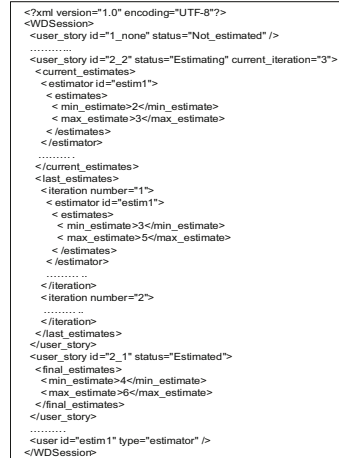 <?xml version="1.0" encoding="UTF-8"?>
<WDSession>
<user_story id="1_none" status="Not_estimated" />
............
<user_story id="2_2" status="Estimating" current_iteration="3">
<current_estimates>
<estimator id="estim1">
<estimates>
< min_estimate>2</min_estimate>
< max_estimate>3</max_estimate>
< /estimates>
</estimator>
..........
</current_estimates>
<last_estimates>
<iteration number="1">
< estimator id="estim1">
< estimates>
< min_estimate>3</min_estimate>
< max_estimate>5</max_estimate>
< /estimates>
< /estimator>
......... ..
</iteration>
<iteration number="2">
......... ..
</iteration>
</last_estimates>
</user_story>
<user_story id="2_1" status="Estimated">
<final_estimates>
<min_estimate>4</min_estimate>
<max_estimate>6</max_estimate>
</final_estimates>
</user_story>
..........
<user id="estim1" type="estimator" />
</WDSession>